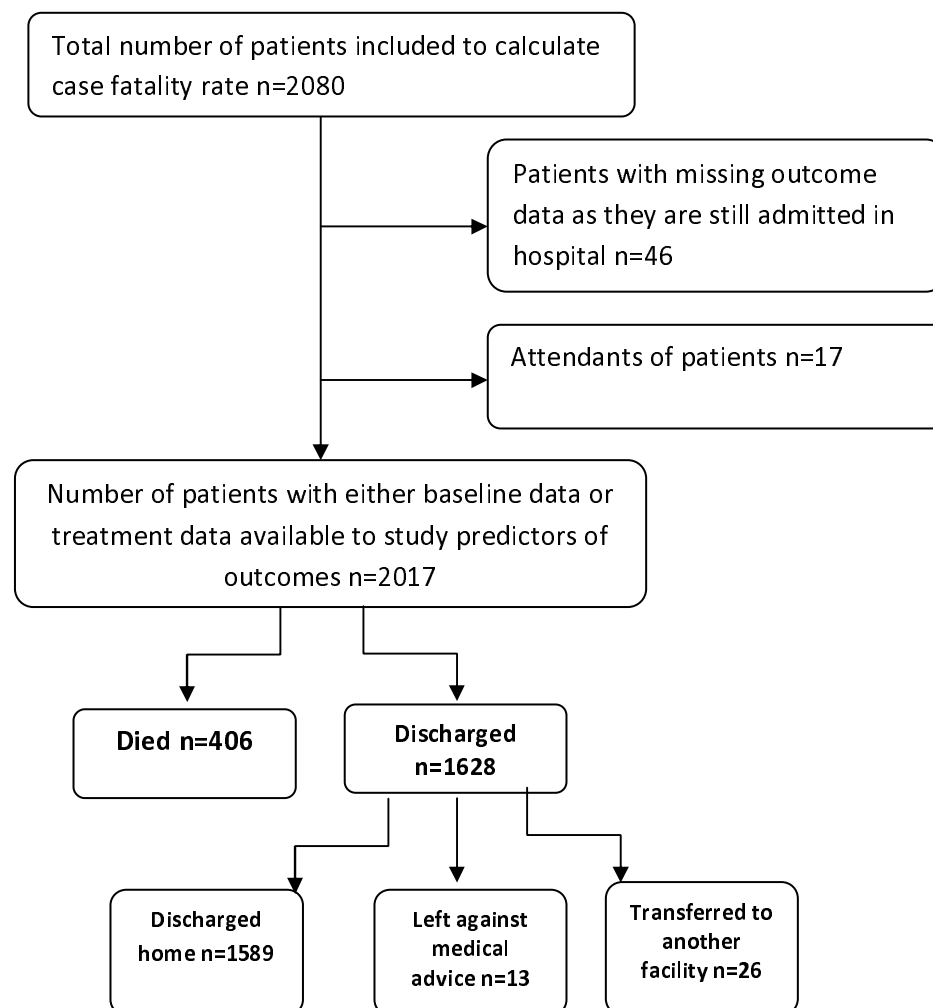 Total number of patients included to calculate
case fatality rate n=2080
Patients with missing outcome
data as they are still admitted in
hospital n=46
Attendants of patients n=17
Number of patients with either baseline data or
treatment data available to study predictors of
outcomes n=2017
Died n=406
Discharged
n=1628
Discharged
home n=1589
Left against
medical
advice n=13
Transferred to
another
facility n=26